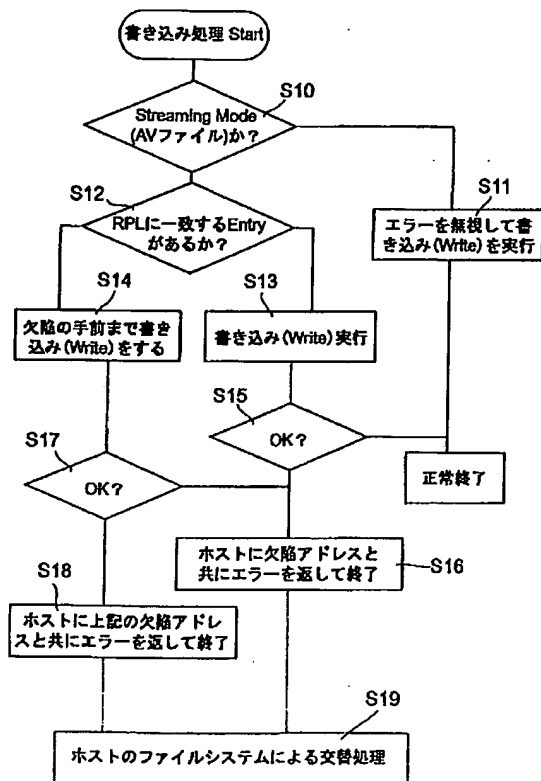 書き込み処理 Start
S10
Streaming Mode
(AVファイル)か？
S12
S11
RPLに一致するEntry
があるか？
エラーを無視して書
き込み(Write)を実行
S14
S13
欠陥の手前まで書き
込み(Write)をする
書き込み(Write)実行
S15
S17
OK？
OK？
正常終了
ホストに欠陥アドレスと
共にエラーを返して終了
S16
S18
ホストに上記の欠陥アドレ
スと共にエラーを返して終了
S19
ホストのファイルシステムによる交替処理